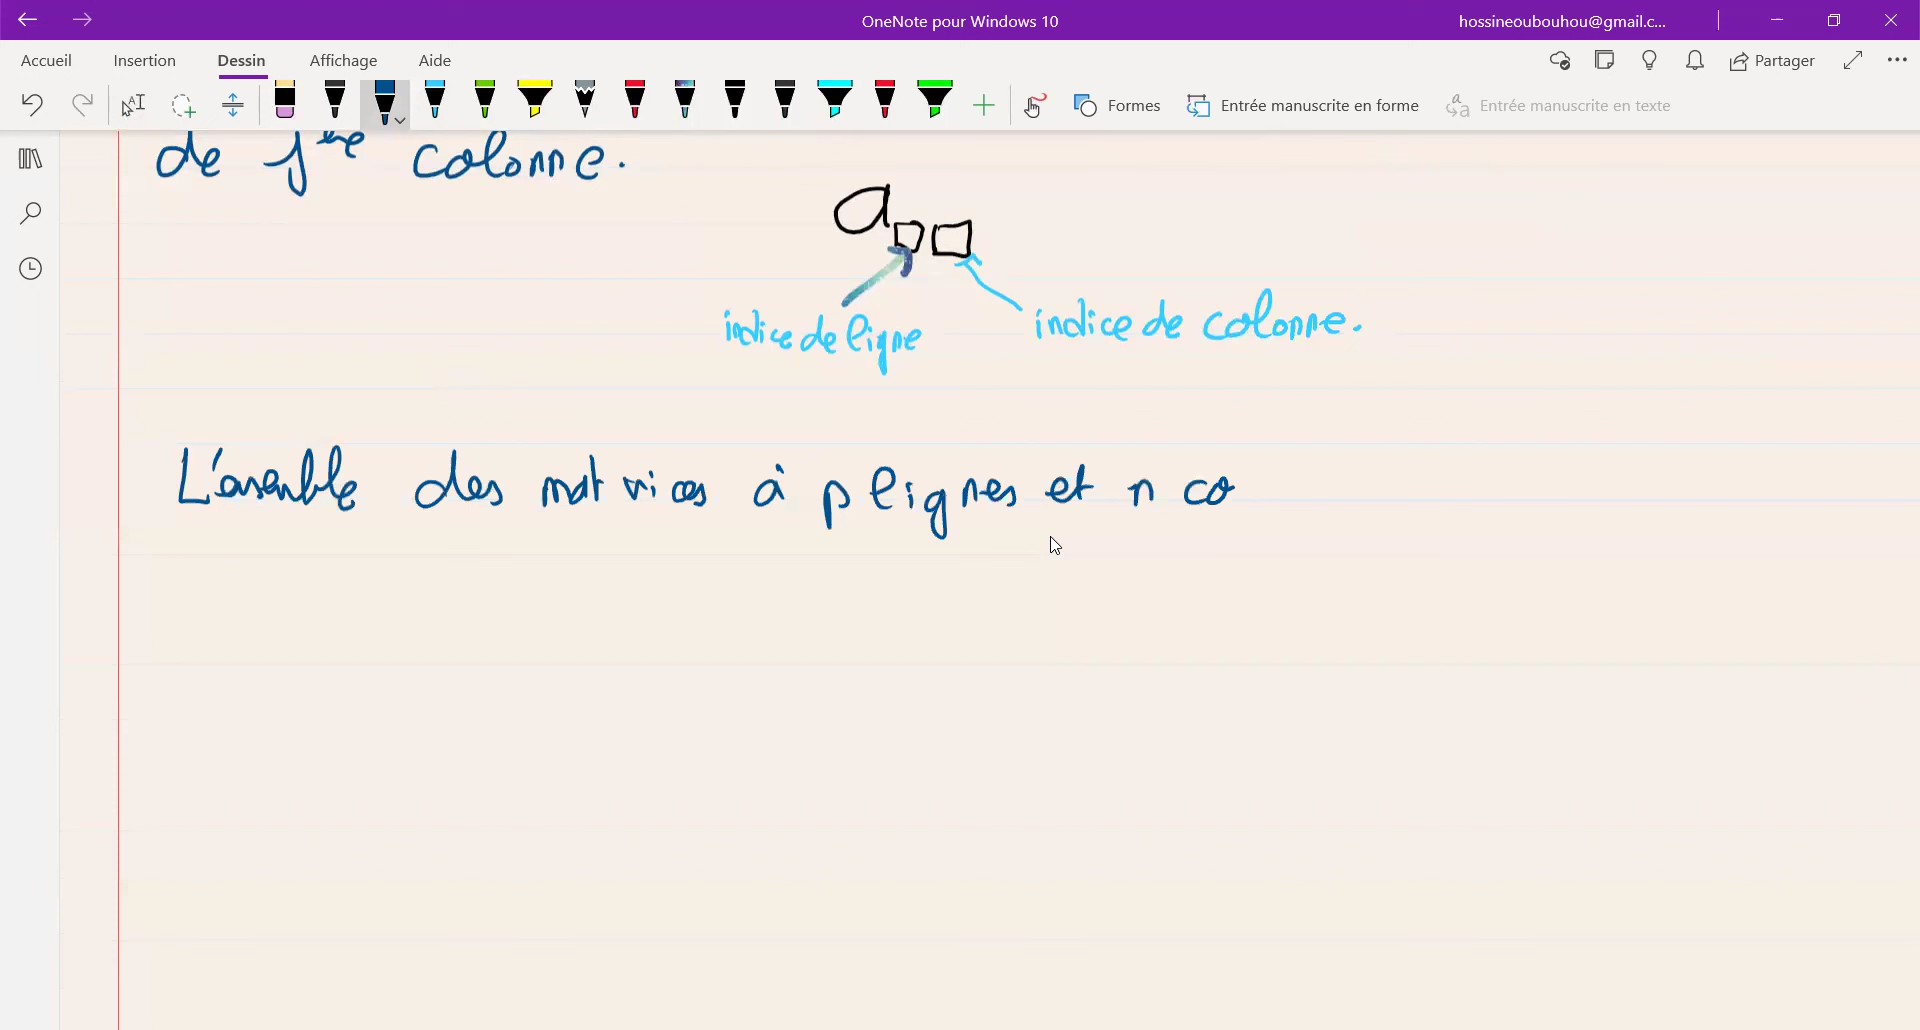 OneNote pour Windows 10
hossineoubouhou@gmail.c...
Accueil Insertion Dessin Affichage Aide
Partager
Formes Entrée manuscrite en forme Entrée manuscrite en texte
de jème colonne.
a
indice de ligne
indice de colonne.
L'ensemble des matrices à p lignes et n co